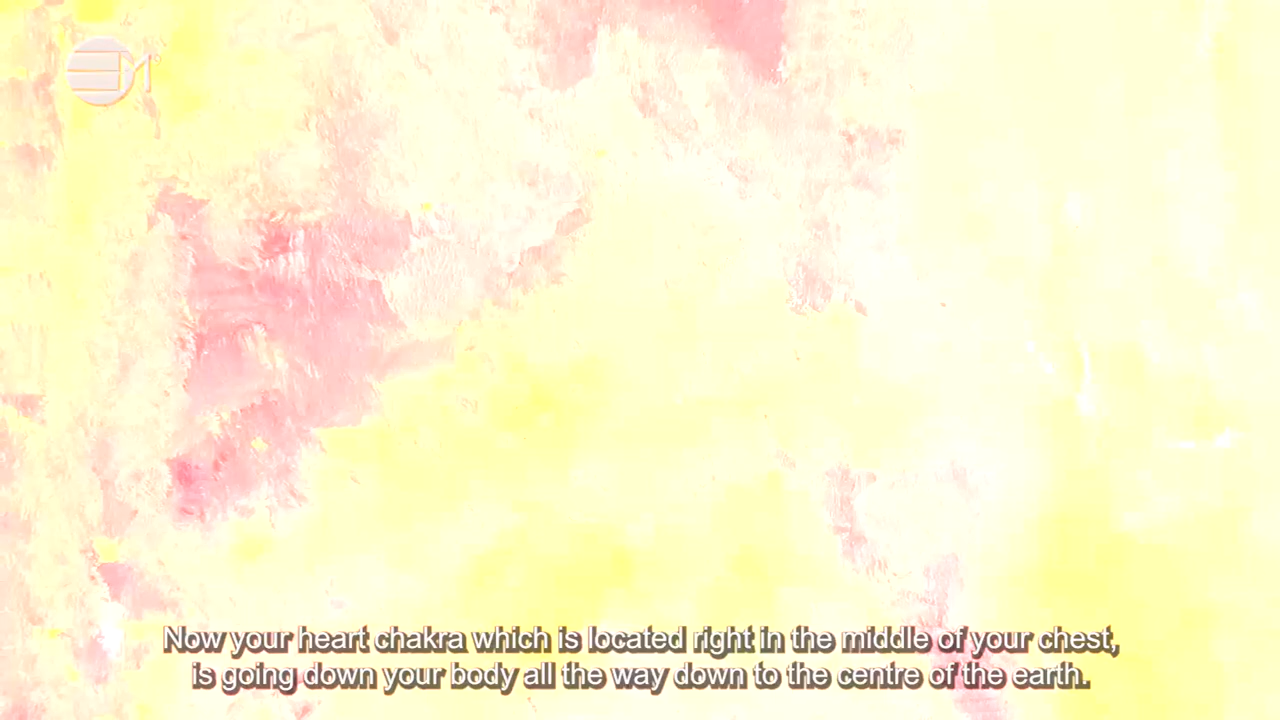 Now your heart chakra which is located right in the middle of your chest,
is going down your body all the way down to the centre of the earth.